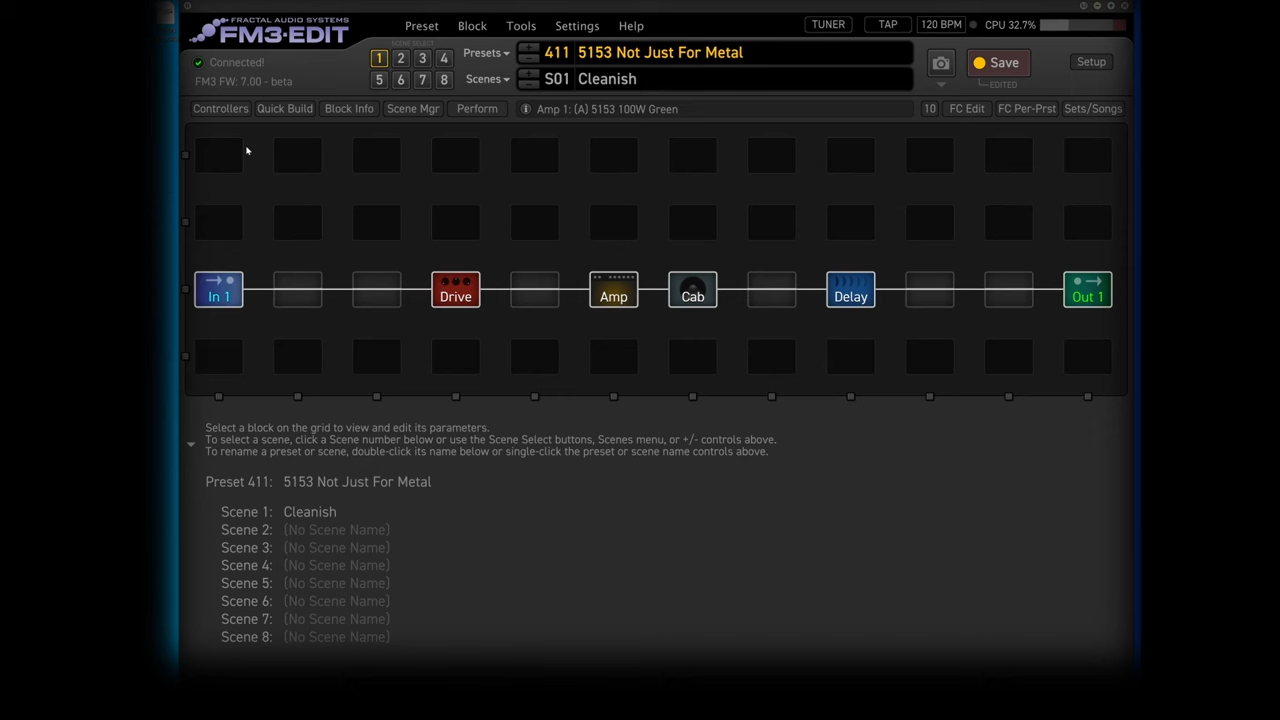 FRACTAL AUDIO SYSTEMS
FM3-EDIT
Preset Block Tools Settings Help
TUNER TAP 120 BPM CPU 32.7%
SCENE SELECT
1 2 3 4
5 6 7 8
Presets 411 5153 Not Just For Metal
Scenes S01 Cleanish
Save
EDITED
Setup
Connected!
FM3 FW: 7.00 - beta
Controllers Quick Build Block Info Scene Mgr Perform Amp 1: (A) 5153 100W Green 10 FC Edit FC Per-Prst Sets/Songs
In 1 Drive Amp Cab Delay Out 1
Select a block on the grid to view and edit its parameters.
To select a scene, click a Scene number below or use the Scene Select buttons, Scenes menu, or +/- controls above.
To rename a preset or scene, double-click its name below or single-click the preset or scene name controls above.
Preset 411: 5153 Not Just For Metal
Scene 1: Cleanish
Scene 2: (No Scene Name)
Scene 3: (No Scene Name)
Scene 4: (No Scene Name)
Scene 5: (No Scene Name)
Scene 6: (No Scene Name)
Scene 7: (No Scene Name)
Scene 8: (No Scene Name)